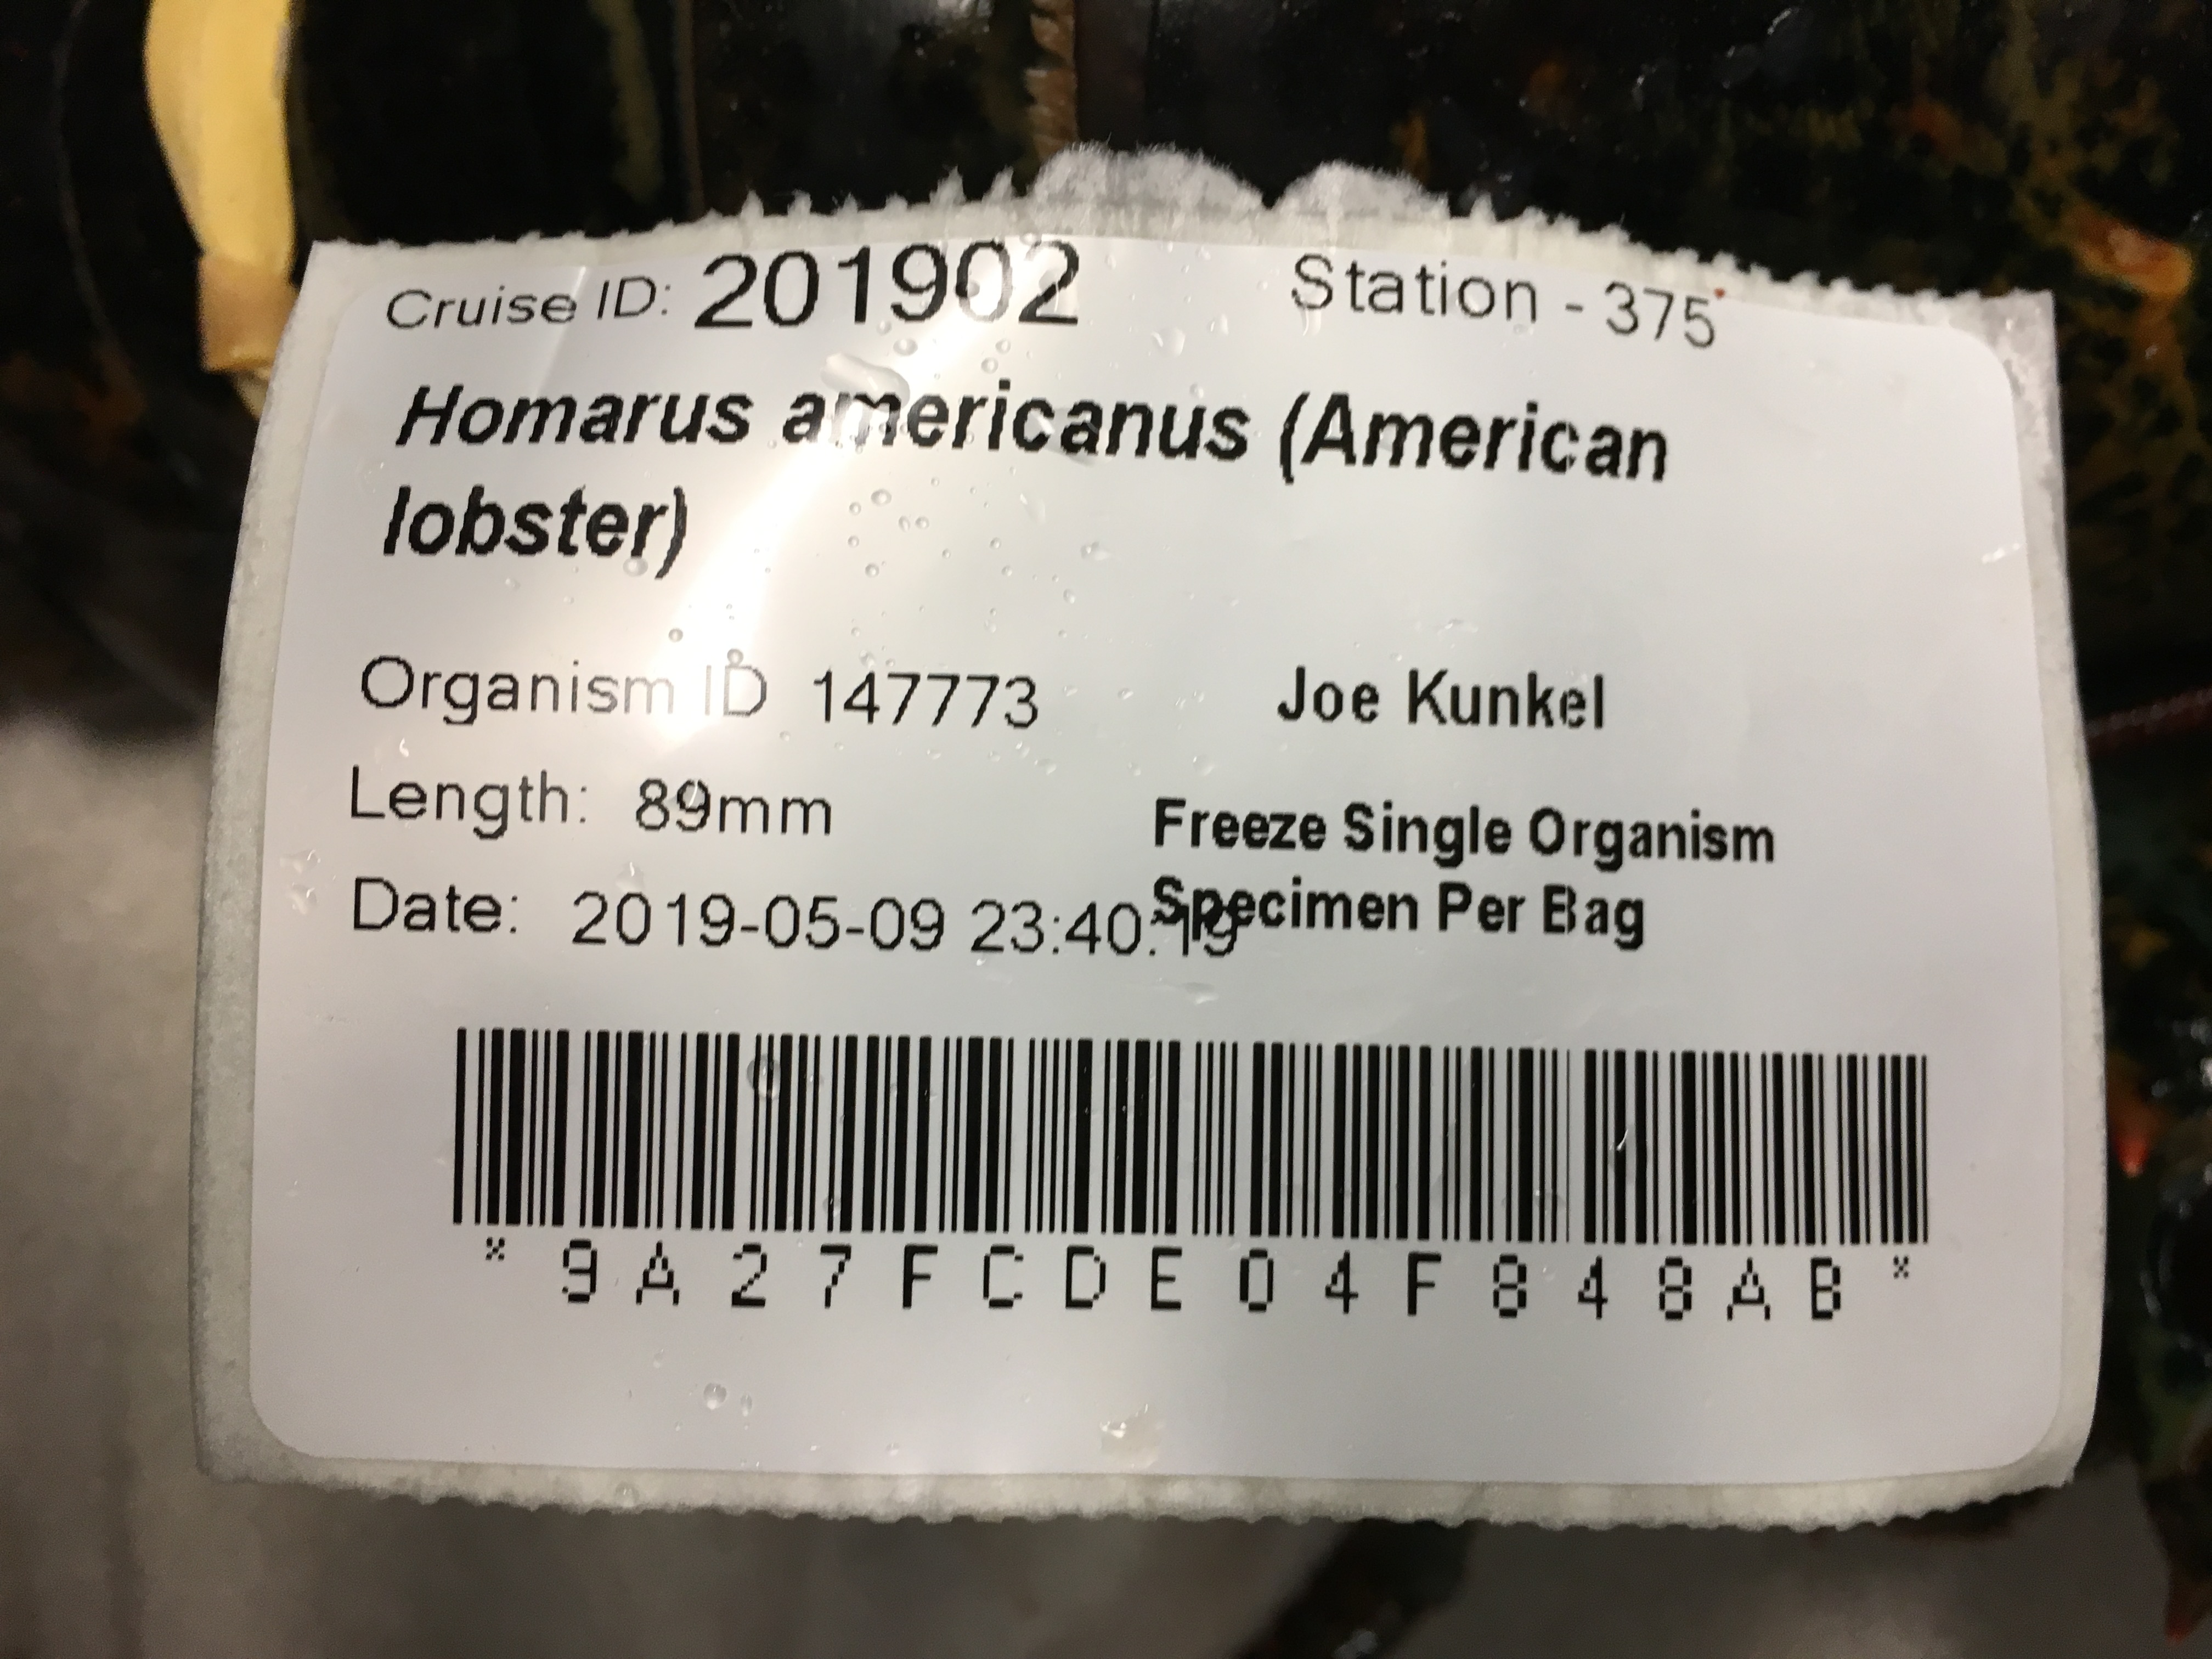 Cruise ID: 201902 Station - 375
Homarus americanus (American
lobster)
Organism ID 147773 Joe Kunkel
Length: 89mm Freeze Single Organism
Date: 2019-05-09 23:40:19 Specimen Per Bag
*9A27FCDE04F848AB*